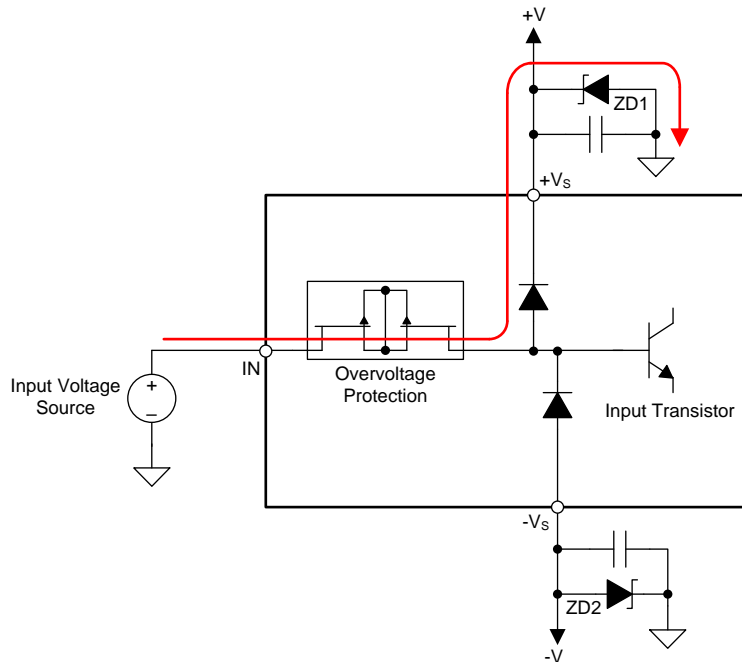 +V
ZD1
+VS
IN
Overvoltage
Protection
Input Voltage
Source
+
−
Input Transistor
-VS
ZD2
-V